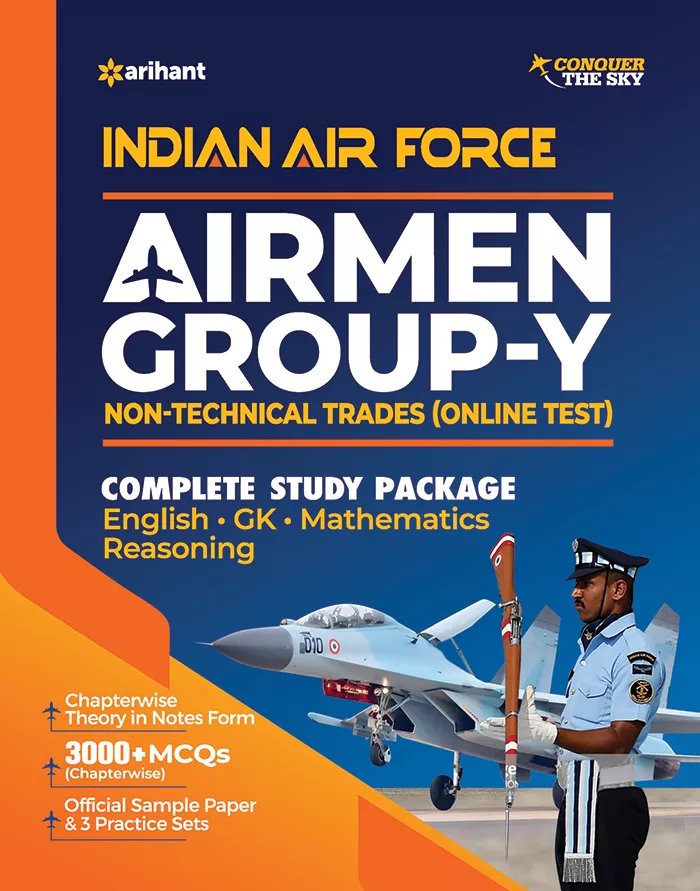 arihant
CONQUER
THE SKY
INDIAN AIR FORCE
AIRMEN
GROUP-Y
NON-TECHNICAL TRADES (ONLINE TEST)
COMPLETE STUDY PACKAGE
English • GK • Mathematics
Reasoning
010
Chapterwise
Theory in Notes Form
3000+ MCQs
(Chapterwise)
Official Sample Paper
& 3 Practice Sets